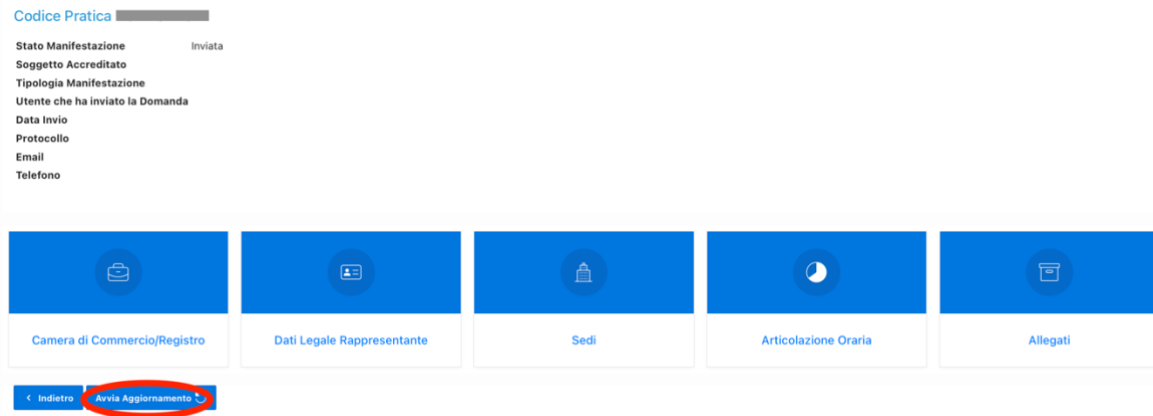 Codice Pratica
Stato Manifestazione Inviata
Soggetto Accreditato
Tipologia Manifestazione
Utente che ha inviato la Domanda
Data Invio
Protocollo
Email
Telefono
Camera di Commercio/Registro Dati Legale Rappresentante Sedi Articolazione Oraria Allegati
Indietro Avvia Aggiornamento